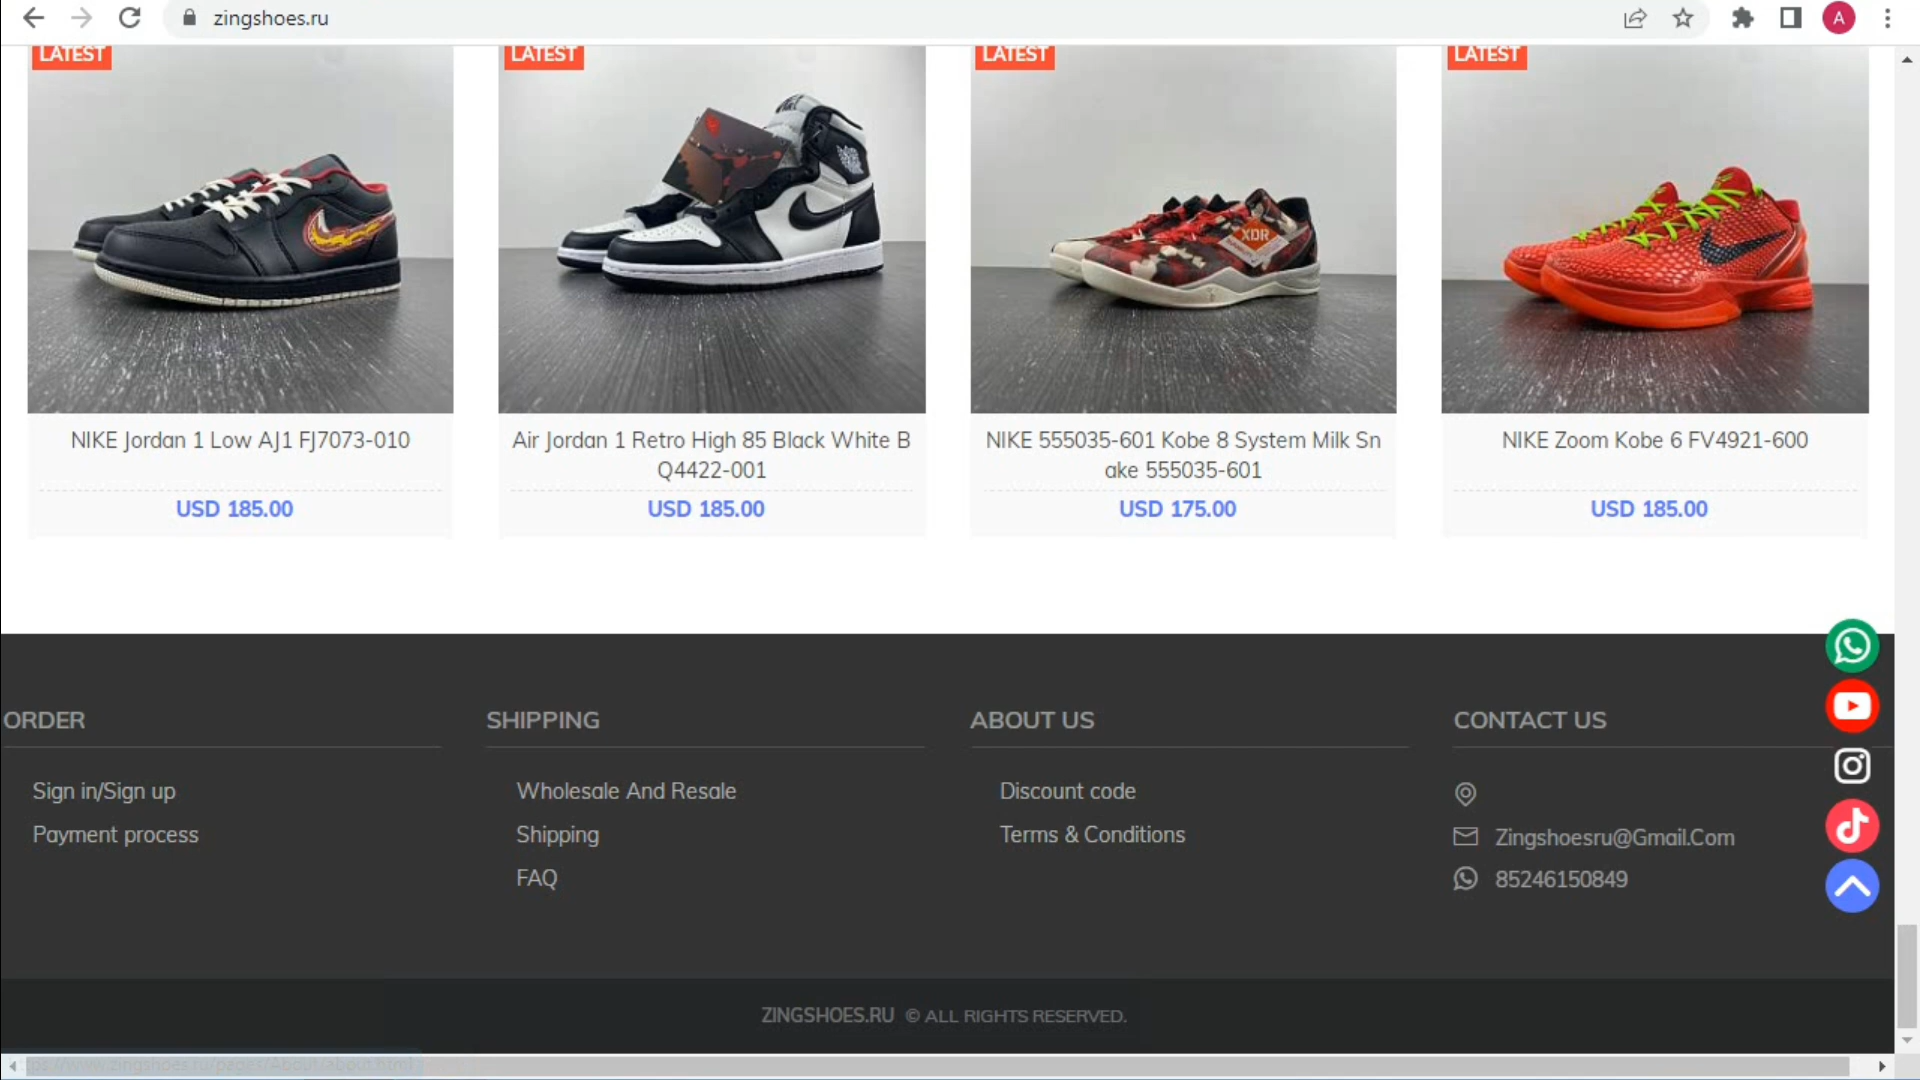 zingshoes.ru
A
LATEST
LATEST
LATEST
LATEST
XDR
NIKE Jordan 1 Low AJ1 FJ7073-010
USD 185.00
Air Jordan 1 Retro High 85 Black White B
Q4422-001
USD 185.00
NIKE 555035-601 Kobe 8 System Milk Sn
ake 555035-601
USD 175.00
NIKE Zoom Kobe 6 FV4921-600
USD 185.00
ORDER
Sign in/Sign up
Payment process
SHIPPING
Wholesale And Resale
Shipping
FAQ
ABOUT US
Discount code
Terms & Conditions
CONTACT US
Zingshoesru@Gmail.Com
85246150849
ZINGSHOES.RU © ALL RIGHTS RESERVED.